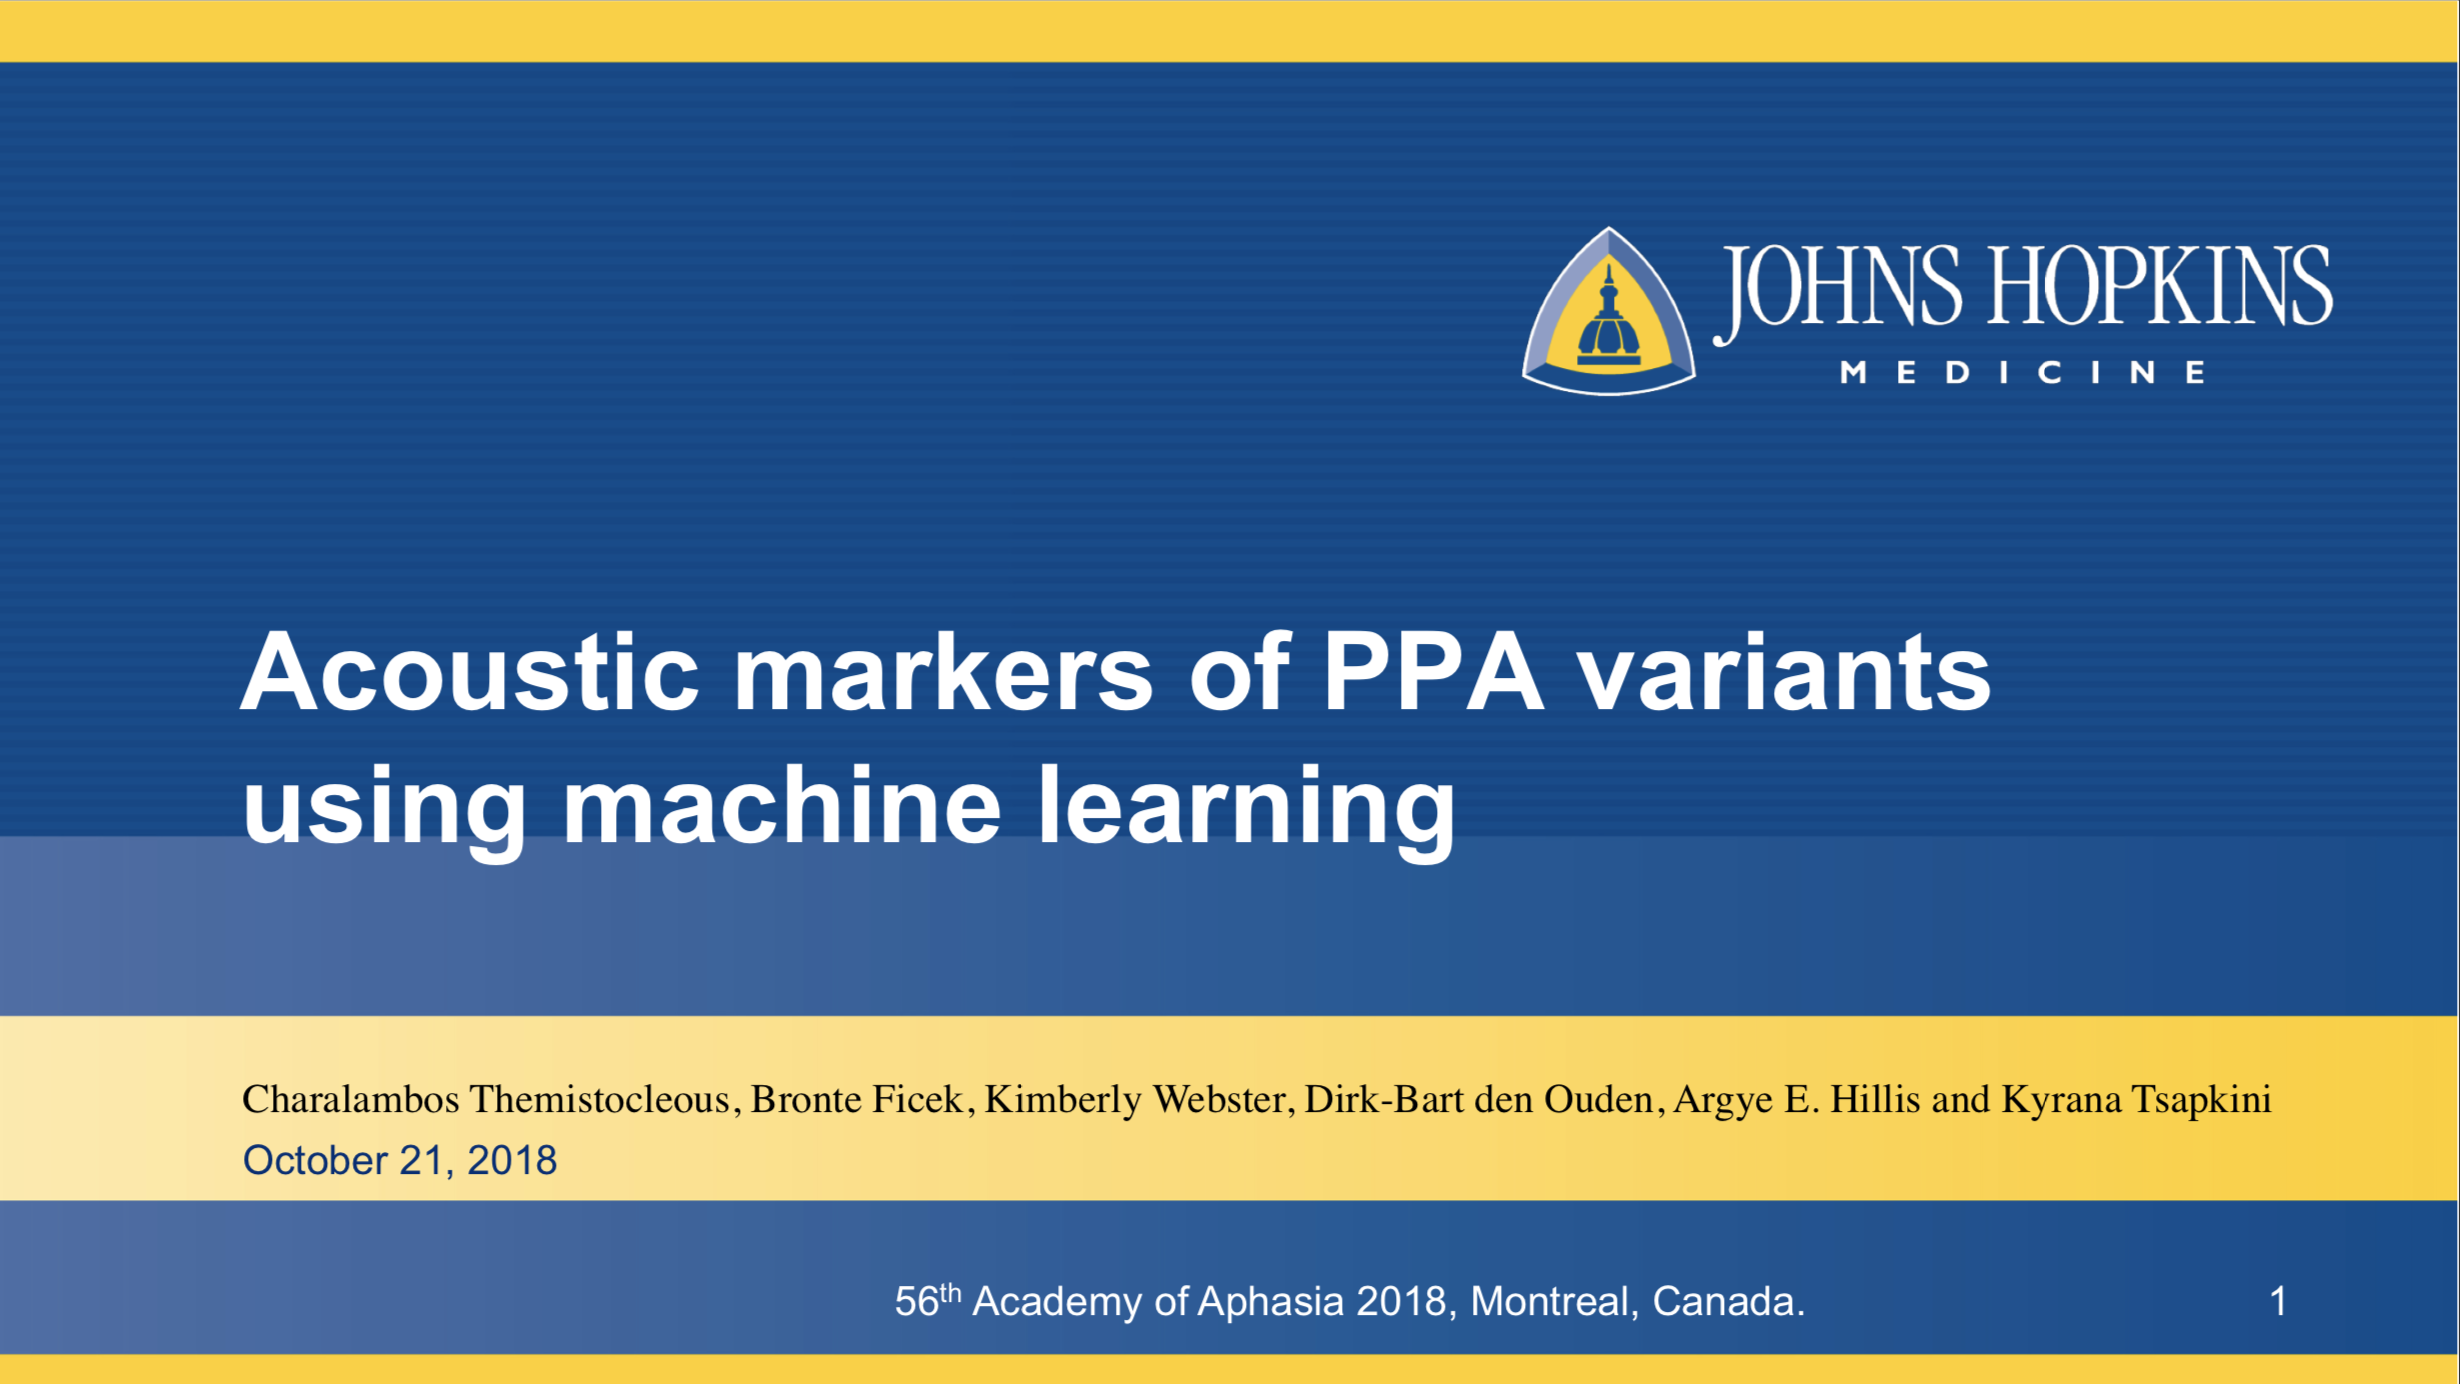 JOHNS HOPKINS
MEDICINE
Acoustic markers of PPA variants
using machine learning
Charalambos Themistocleous, Bronte Ficek, Kimberly Webster, Dirk-Bart den Ouden, Argye E. Hillis and Kyrana Tsapkini
October 21, 2018
56th Academy of Aphasia 2018, Montreal, Canada.
1